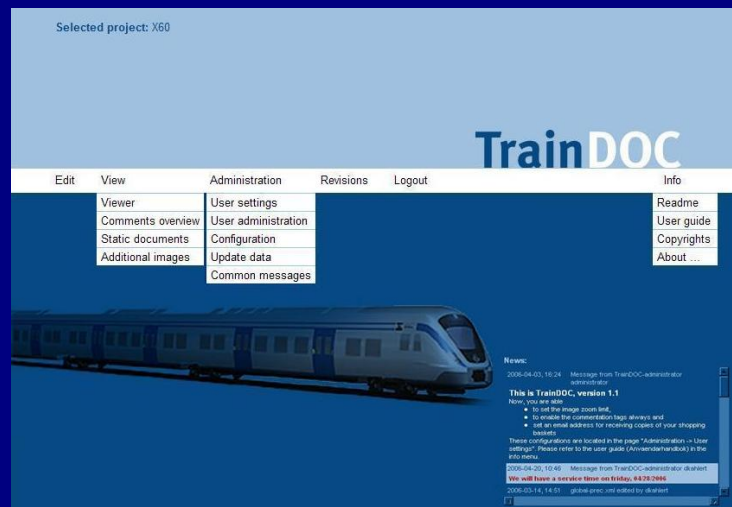 Selected project: X60
TrainDOC
Edit View Administration Revisions Logout Info
Viewer
Comments overview
Static documents
Additional images
User settings
User administration
Configuration
Update data
Common messages
Readme
User guide
Copyrights
About ...
News:
2006-04-03, 16:24 Message from TrainDOC-administrator
administrator
This is TrainDOC, version 1.1
Now, you are able
to set the image zoom limit,
to enable the commentation tags always and
set an email address for receiving copies of your shopping
baskets
These configurations are located in the page "Administration -> User
settings". Please refer to the user guide (Anvaendarhandbok) in the
info menu.
2006-04-20, 10:46 Message from TrainDOC-administrator dkahlert
We will have a service time on friday, 04/28/2006
2006-03-14, 14:51 global-prec.xml edited by dkahlert